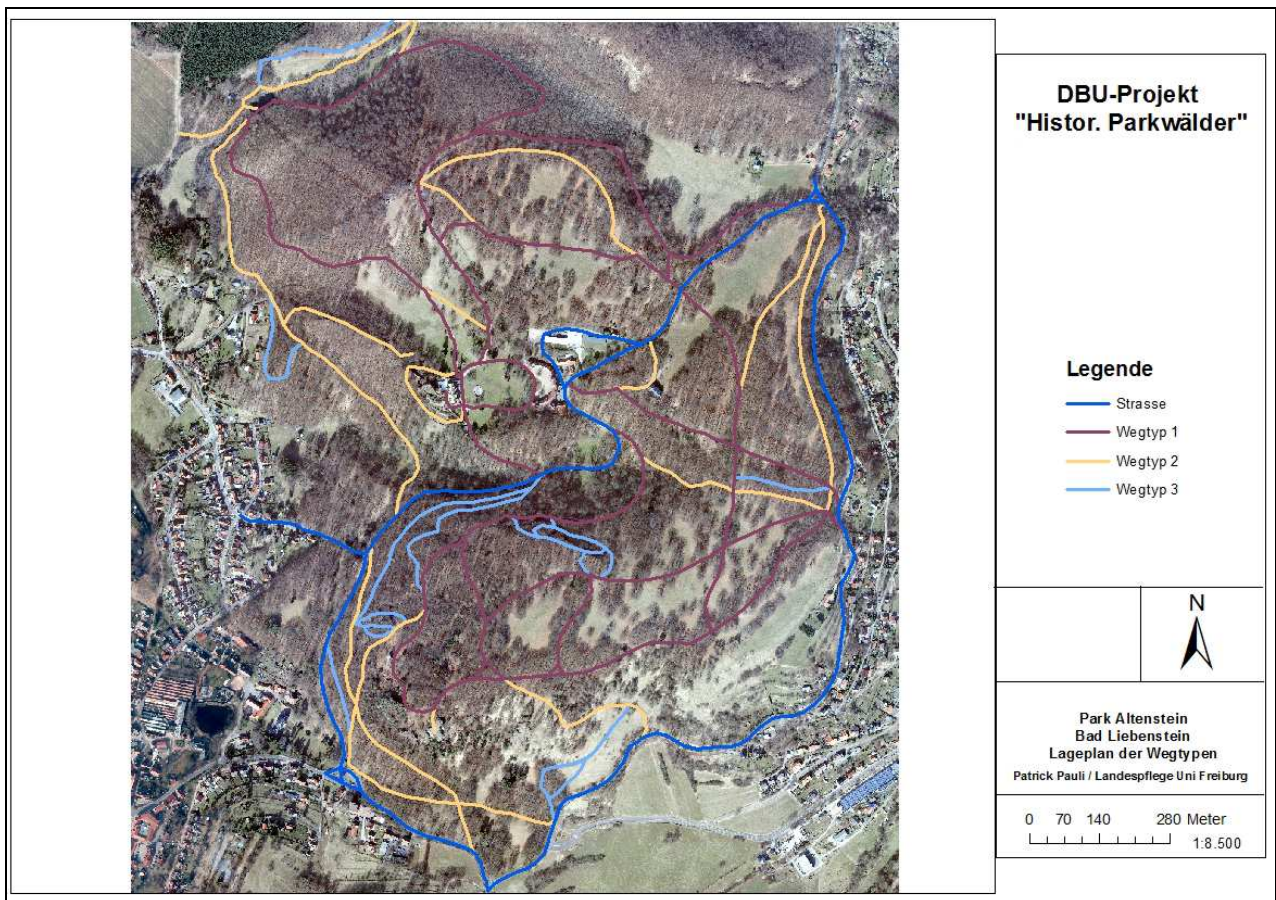 DBU-Projekt
"Histor. Parkwälder"
Legende
Strasse
Wegtyp 1
Wegtyp 2
Wegtyp 3
N
Park Altenstein
Bad Liebenstein
Lageplan der Wegtypen
Patrick Pauli / Landespflege Uni Freiburg
0 70 140 280 Meter
1:8.500